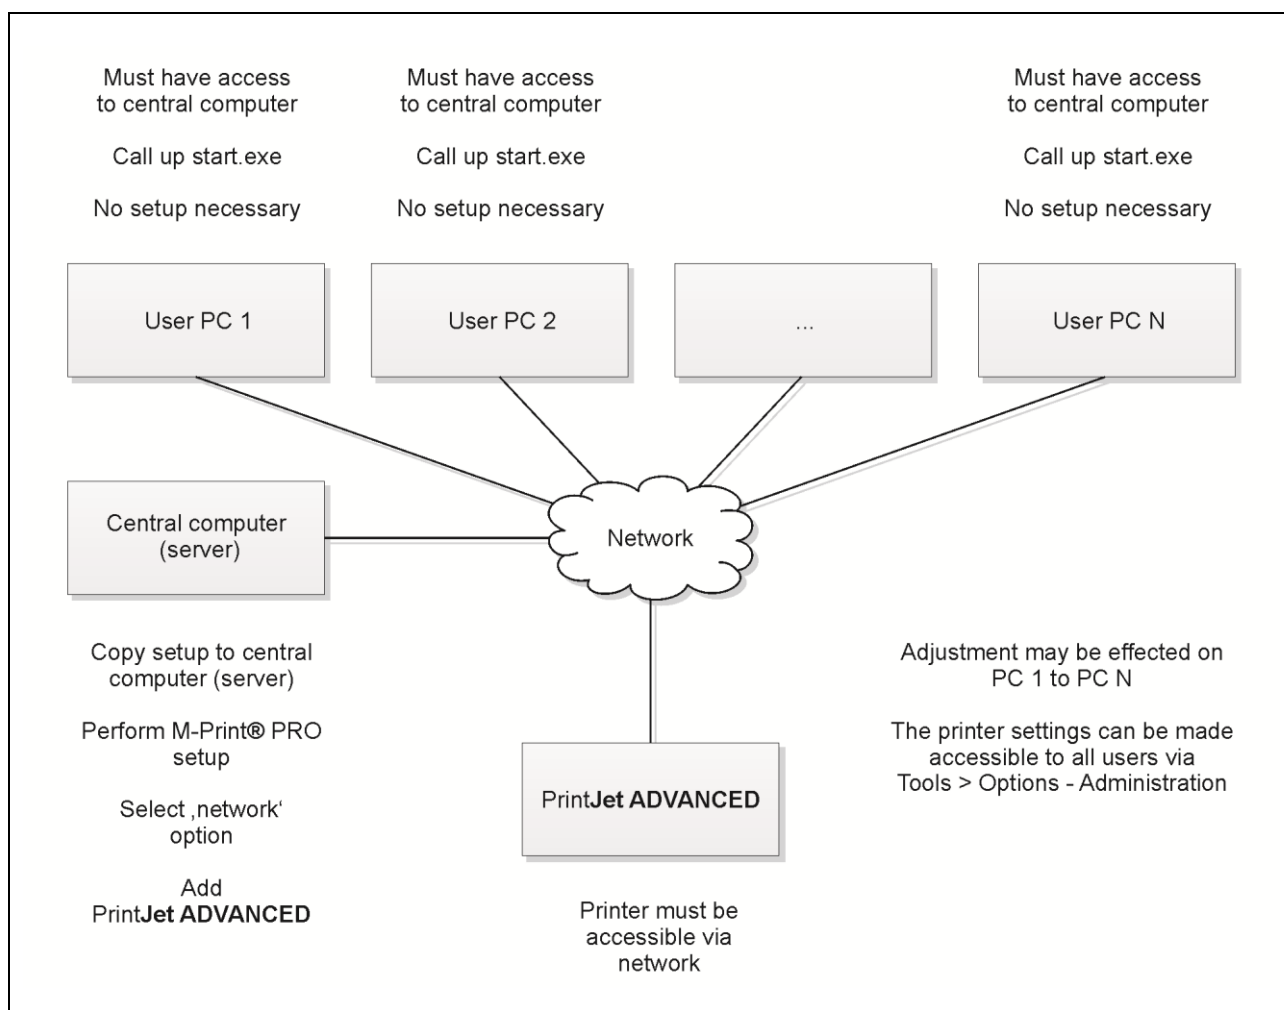 Must have access
to central computer
Call up start.exe
No setup necessary
User PC 1
Must have access
to central computer
Call up start.exe
No setup necessary
User PC 2
...
Must have access
to central computer
Call up start.exe
No setup necessary
User PC N
Network
Central computer
(server)
Copy setup to central
computer (server)
Perform M-Print® PRO
setup
Select ‚network‘
option
Add
PrintJet ADVANCED
PrintJet ADVANCED
Printer must be
accessible via
network
Adjustment may be effected on
PC 1 to PC N
The printer settings can be made
accessible to all users via
Tools > Options - Administration